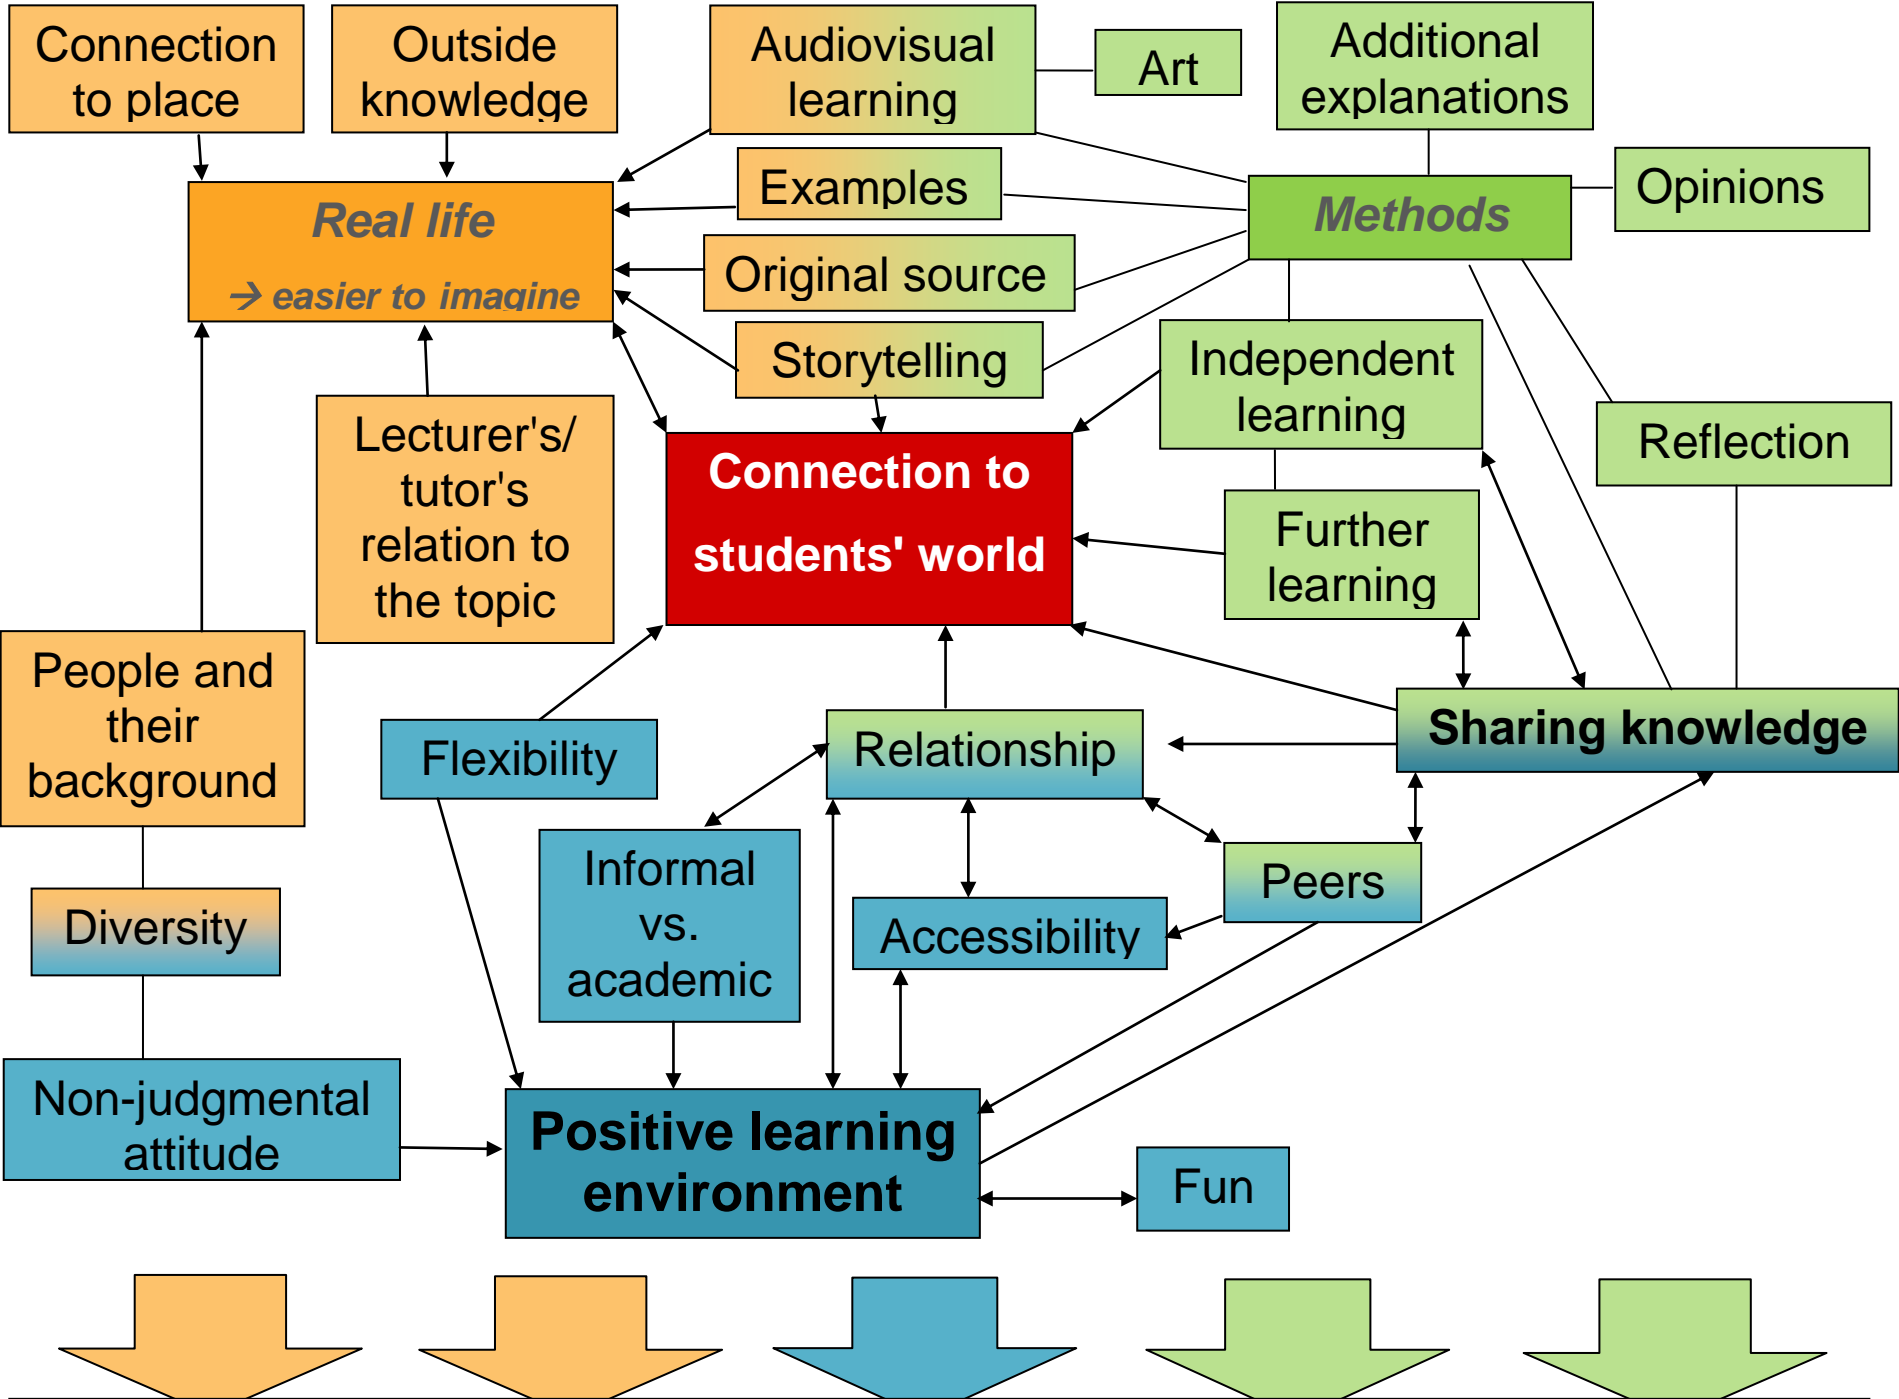 Connection
to place
Outside
knowledge
Audiovisual
learning
Art
Additional
explanations
Examples
Opinions
Real life
→ easier to imagine
Methods
Original source
Storytelling
Independent
learning
Lecturer's/
tutor's
relation to
the topic
Connection to
students' world
Reflection
Further
learning
People and
their
background
Flexibility
Relationship
Sharing knowledge
Informal
vs.
academic
Peers
Diversity
Accessibility
Non-judgmental
attitude
Positive learning
environment
Fun